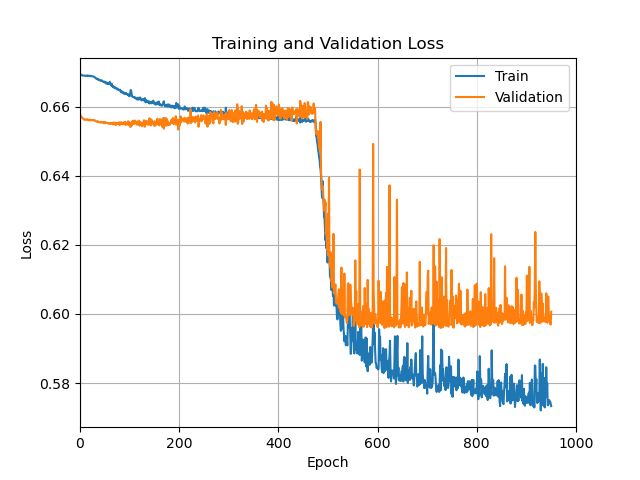 Training and Validation Loss
Train
Validation
0.66
0.64
0.62
0.60
0.58
Loss
0 200 400 600 800 1000
Epoch